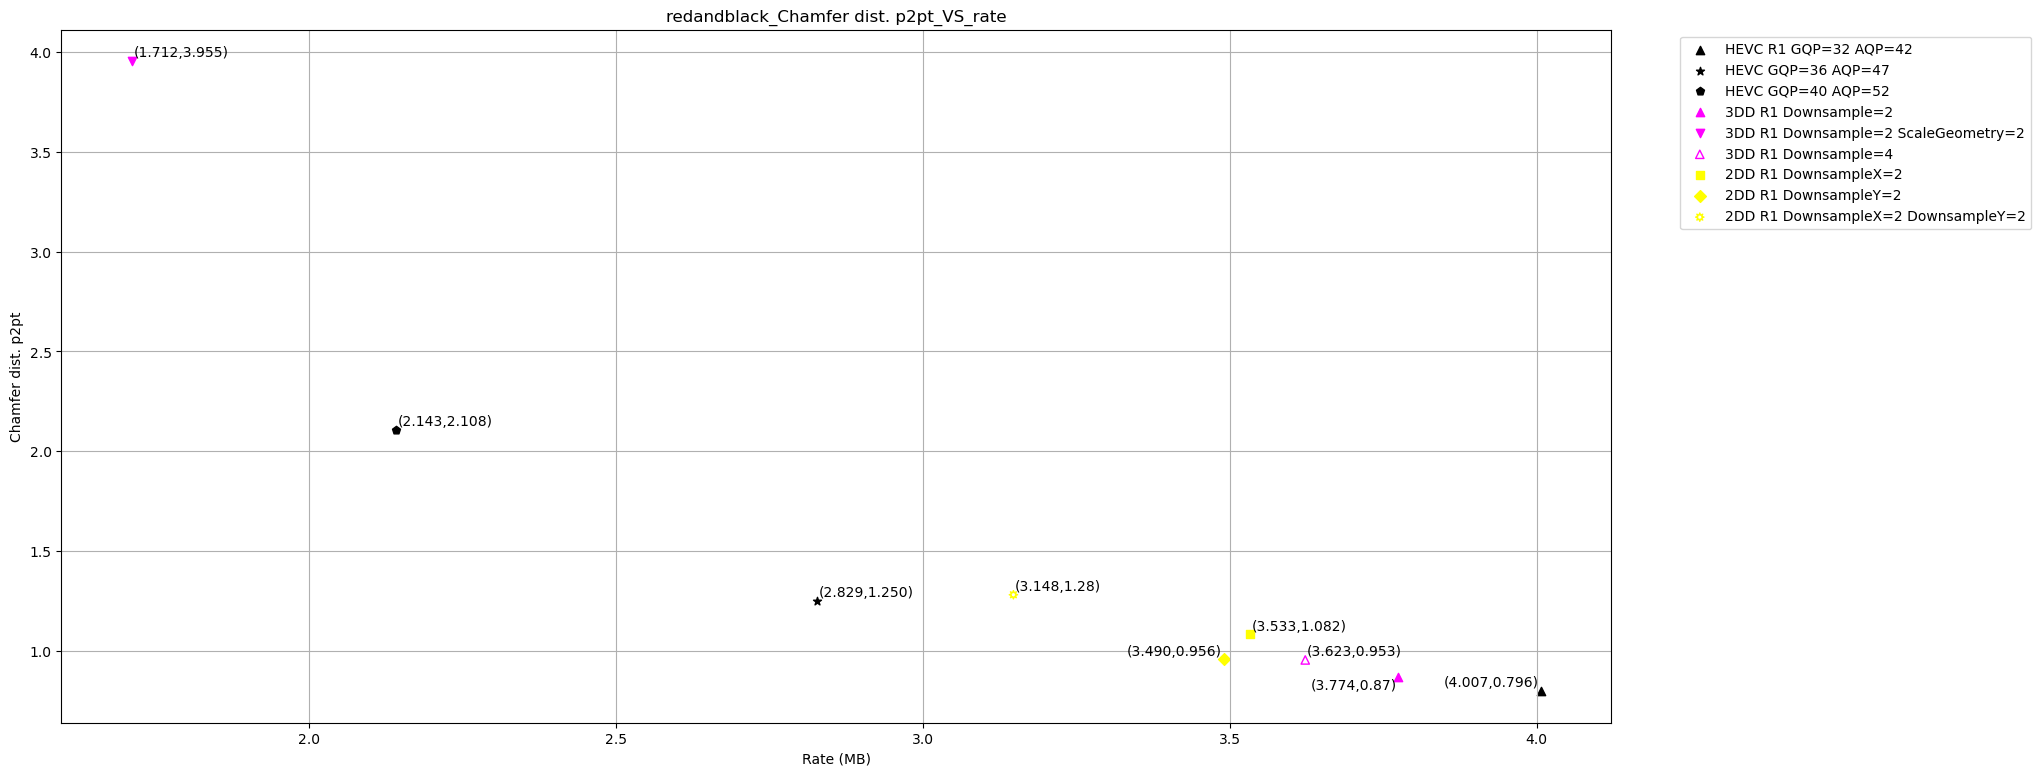 redandblack_Chamfer dist. p2pt_VS_rate
4.0
3.5
3.0
2.5
2.0
1.5
1.0
Chamfer dist. p2pt
(1.712,3.955)
(2.143,2.108)
(2.829,1.250)
(3.148,1.28)
(3.533,1.082)
(3.490,0.956)
(3.623,0.953)
(3.774,0.87)
(4.007,0.796)
2.0
2.5
3.0
3.5
4.0
Rate (MB)
HEVC R1 GQP=32 AQP=42
HEVC GQP=36 AQP=47
HEVC GQP=40 AQP=52
3DD R1 Downsample=2
3DD R1 Downsample=2 ScaleGeometry=2
3DD R1 Downsample=4
2DD R1 DownsampleX=2
2DD R1 DownsampleY=2
2DD R1 DownsampleX=2 DownsampleY=2